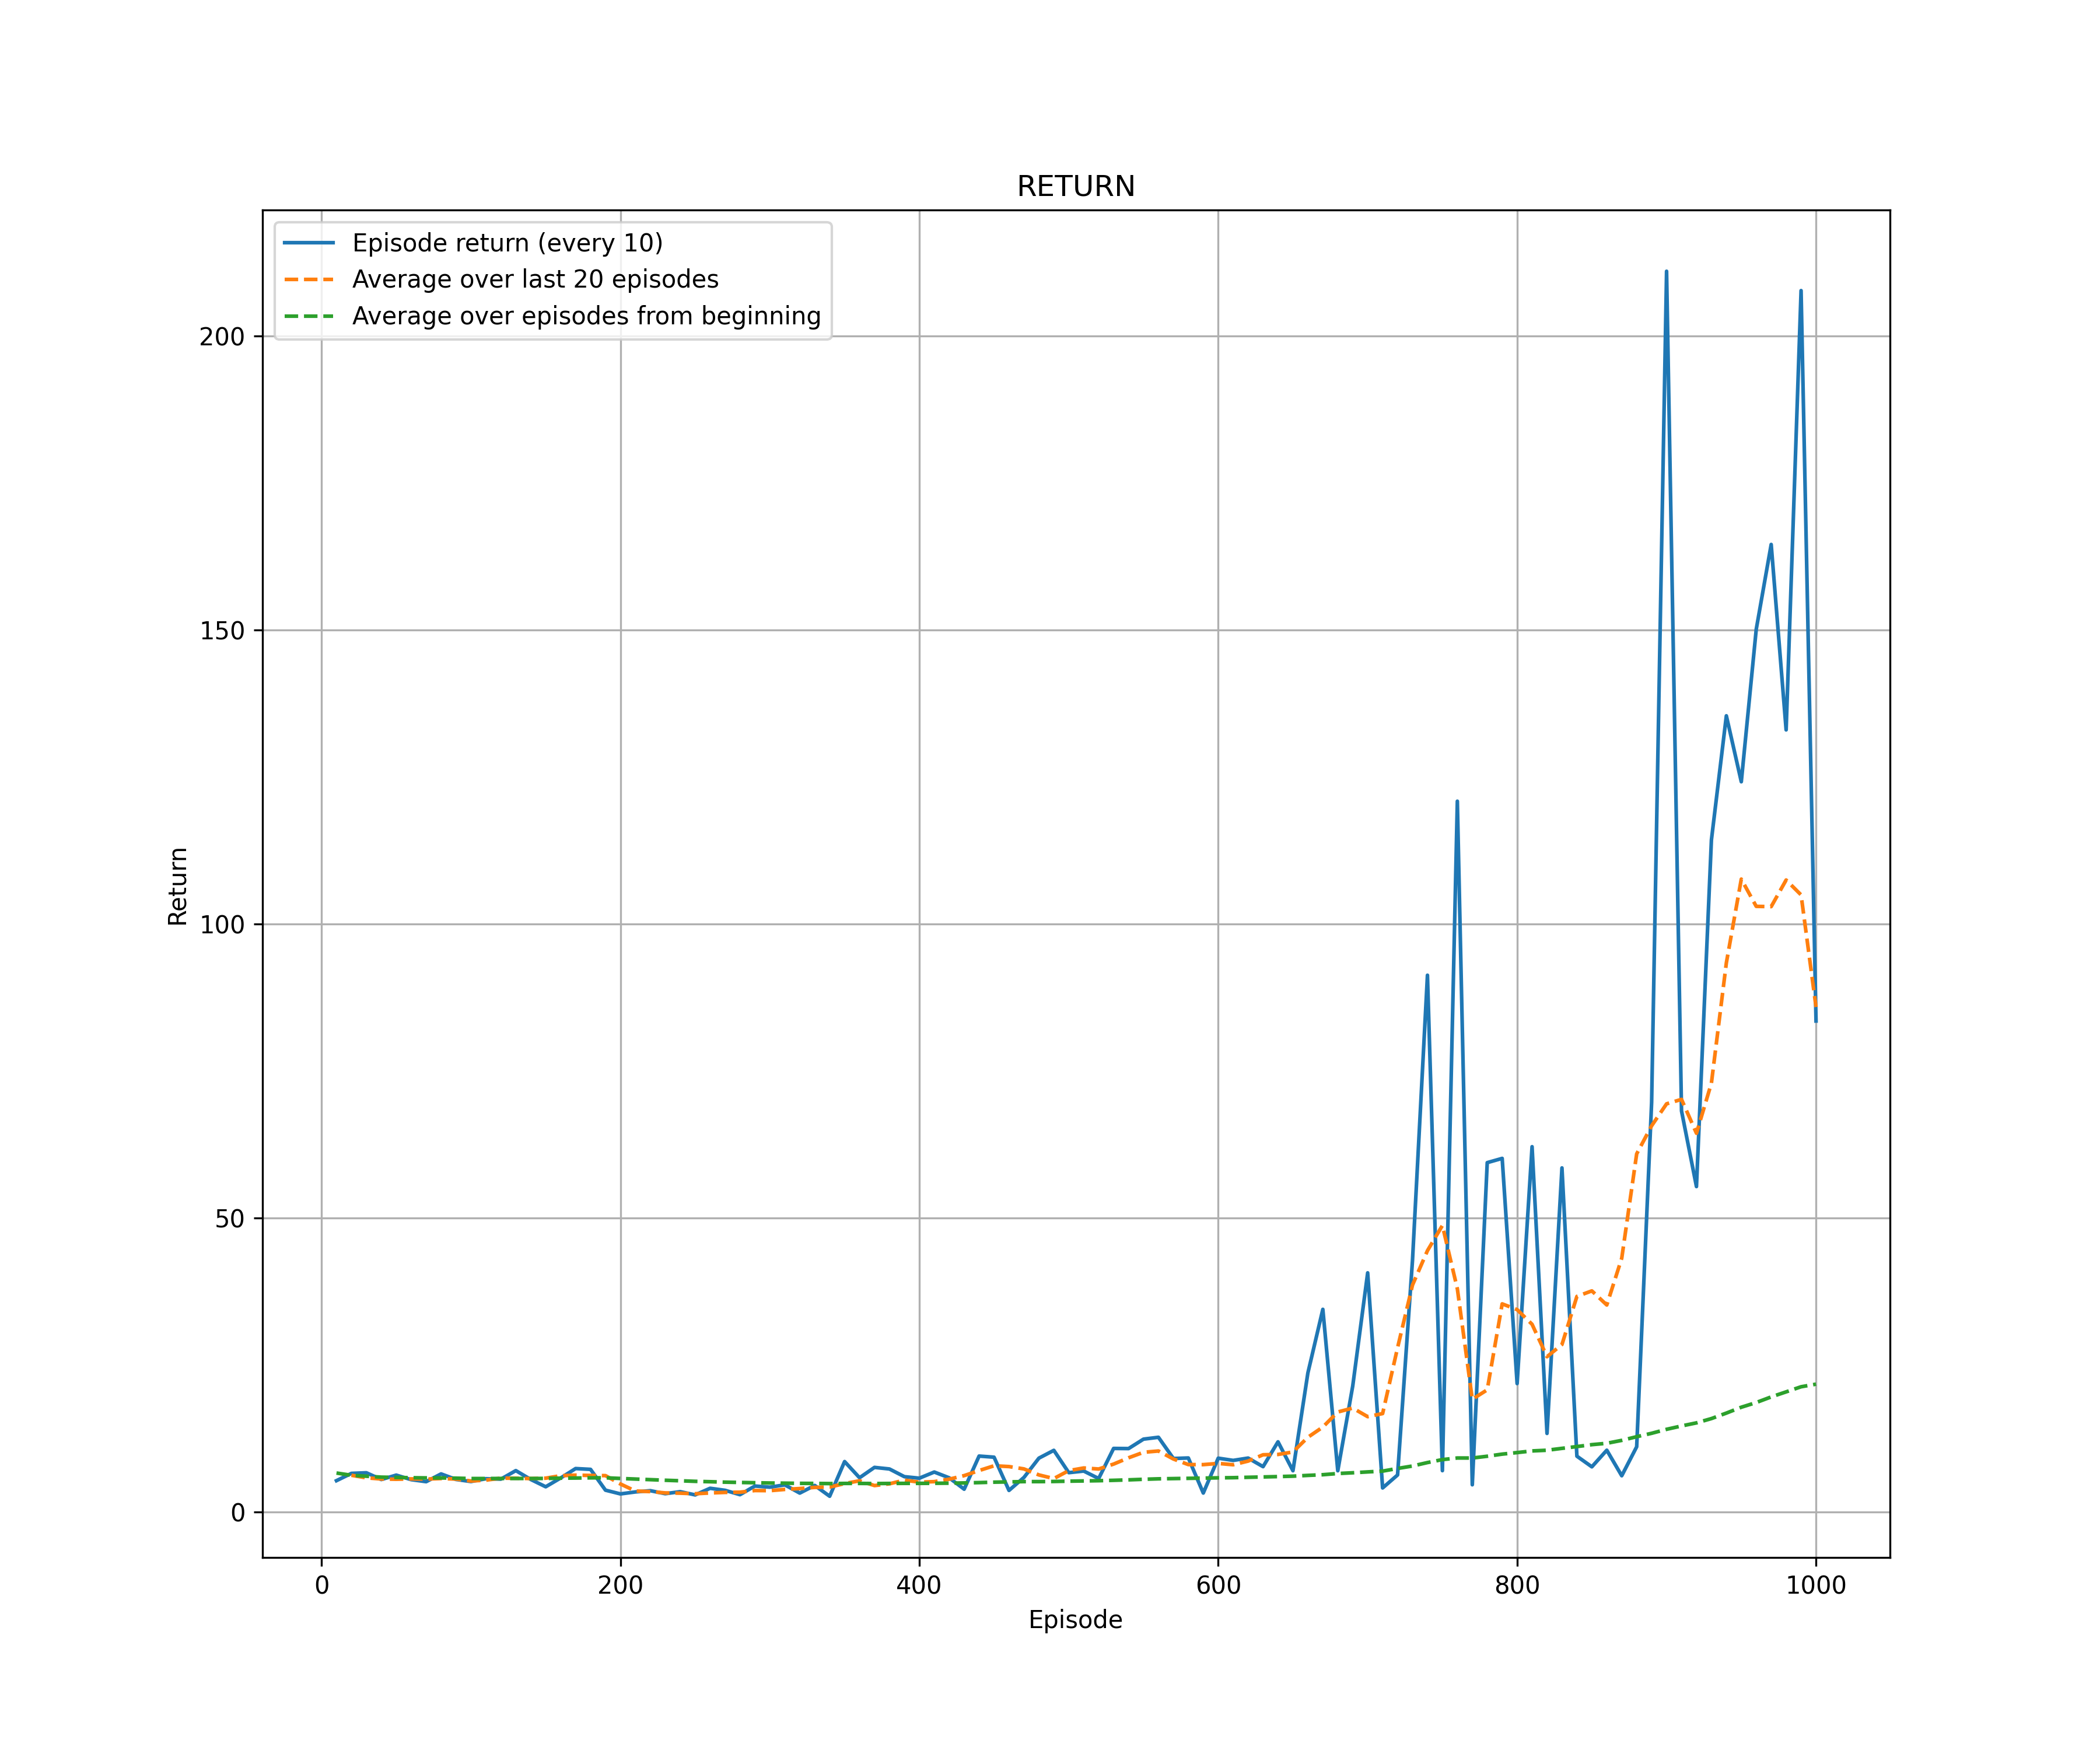 RETURN
Episode return (every 10)
Average over last 20 episodes
Average over episodes from beginning
200
150
100
50
0
Return
0 200 400 600 800 1000
Episode